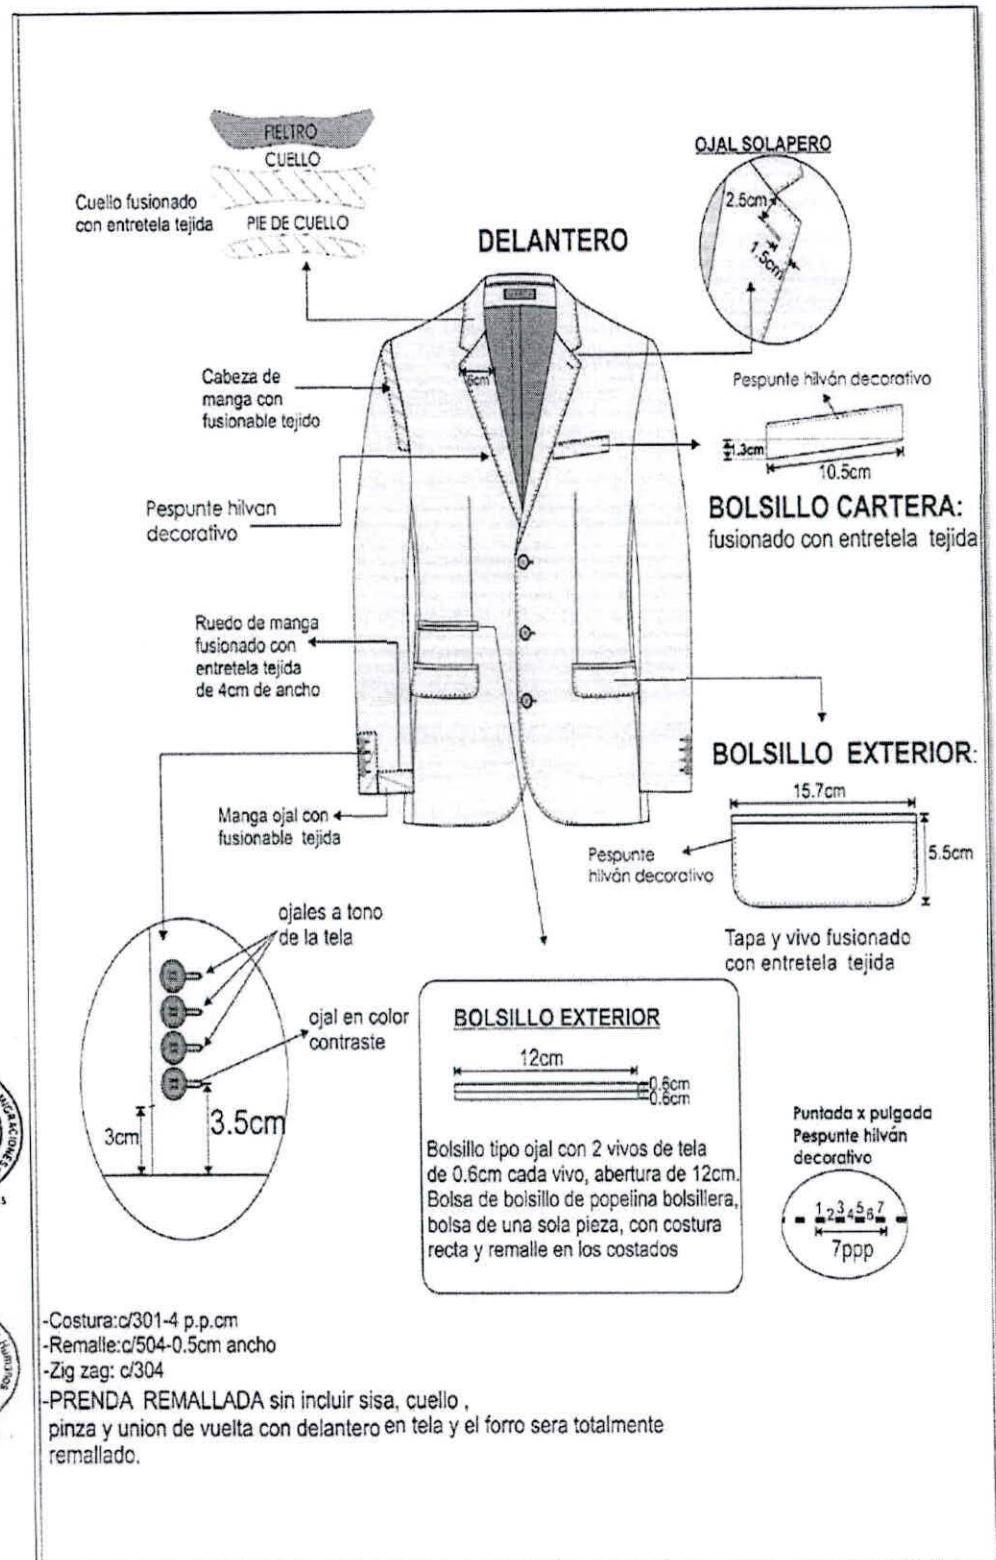 FIELTRO
CUELLO
Cuello fusionado
con entretela tejida
PIE DE CUELLO
OJAL SOLAPERO
2.5cm
1.5cm
DELANTERO
6cm
Cabeza de
manga con
fusionable tejido
Pespunte hilván decorativo
1.3cm
10.5cm
BOLSILLO CARTERA:
fusionado con entretela tejida
Pespunte hilvan
decorativo
Ruedo de manga
fusionado con
entretela tejida
de 4cm de ancho
BOLSILLO EXTERIOR:
15.7cm
5.5cm
Pespunte
hilván decorativo
Tapa y vivo fusionado
con entretela tejida
Manga ojal con
fusionable tejida
ojales a tono
de la tela
ojal en color
contraste
3cm
3.5cm
BOLSILLO EXTERIOR
12cm
0.6cm
0.6cm
Bolsillo tipo ojal con 2 vivos de tela
de 0.6cm cada vivo, abertura de 12cm.
Bolsa de bolsillo de popelina bolsillera,
bolsa de una sola pieza, con costura
recta y remalle en los costados
Puntada x pulgada
Pespunte hilván
decorativo
1 2 3 4 5 6 7
7ppp
MIGRACIONES
Humanos
-Costura:c/301-4 p.p.cm
-Remalle:c/504-0.5cm ancho
-Zig zag: c/304
-PRENDA REMALLADA sin incluir sisa, cuello ,
pinza y union de vuelta con delantero en tela y el forro sera totalmente
remallado.